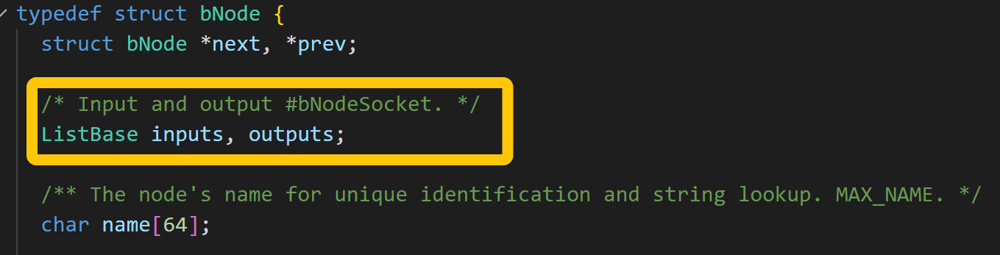 typedef struct bNode {
struct bNode *next, *prev;
/* Input and output #bNodeSocket. */
ListBase inputs, outputs;
/** The node's name for unique identification and string lookup. MAX_NAME. */
char name[64];